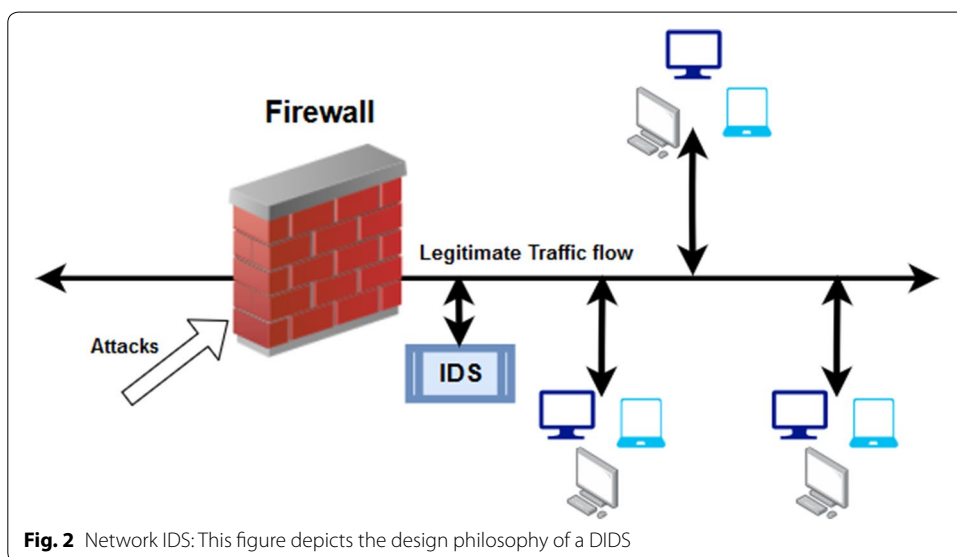 Firewall
Legitimate Traffic flow
Attacks
IDS
Fig. 2 Network IDS: This figure depicts the design philosophy of a DIDS